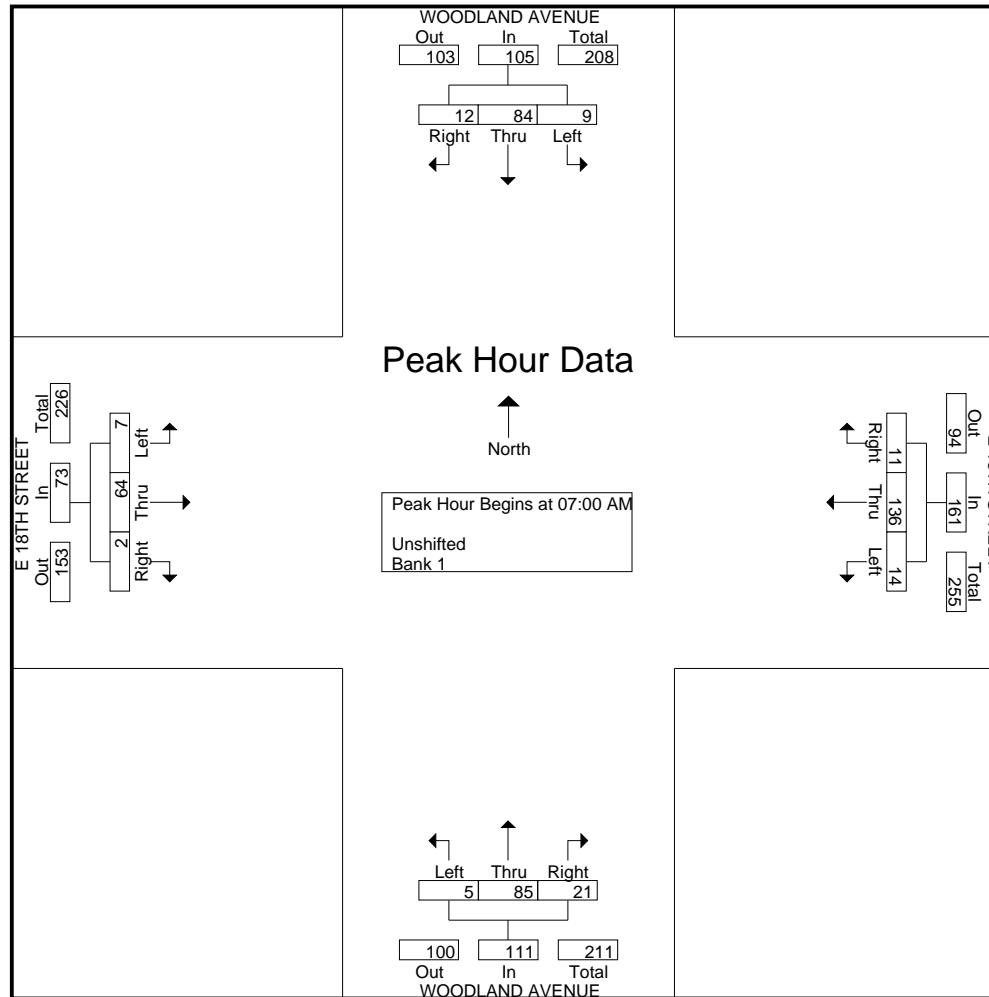 WOODLAND AVENUE
Out In Total
103 105 208
12 84 9
Right Thru Left
Peak Hour Data
North
Peak Hour Begins at 07:00 AM
Unshifted
Bank 1
E 18TH STREET
Out In Total
153 73 226
2 64 7
Right Thru Left
Out In Total
94 161 255
11 136 14
Right Thru Left
Left Thru Right
5 85 21
100 111 211
Out In Total
WOODLAND AVENUE